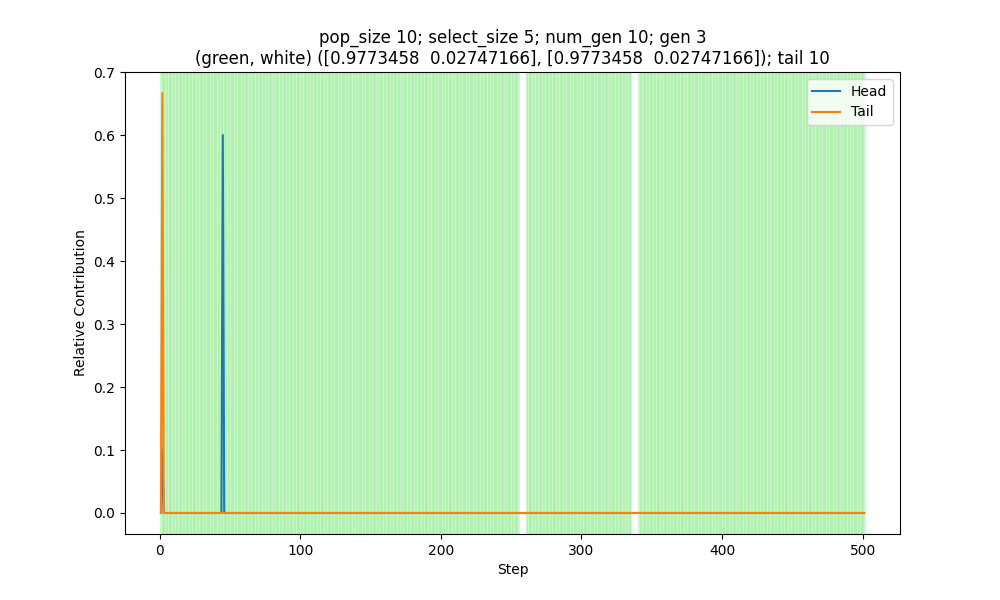 pop_size 10; select_size 5; num_gen 10; gen 3
(green, white) ([0.9773458  0.02747166], [0.9773458  0.02747166]); tail 10
0.7
0.6
0.5
0.4
0.3
0.2
0.1
0.0
Relative Contribution
Head
Tail
0 100 200 300 400 500
Step